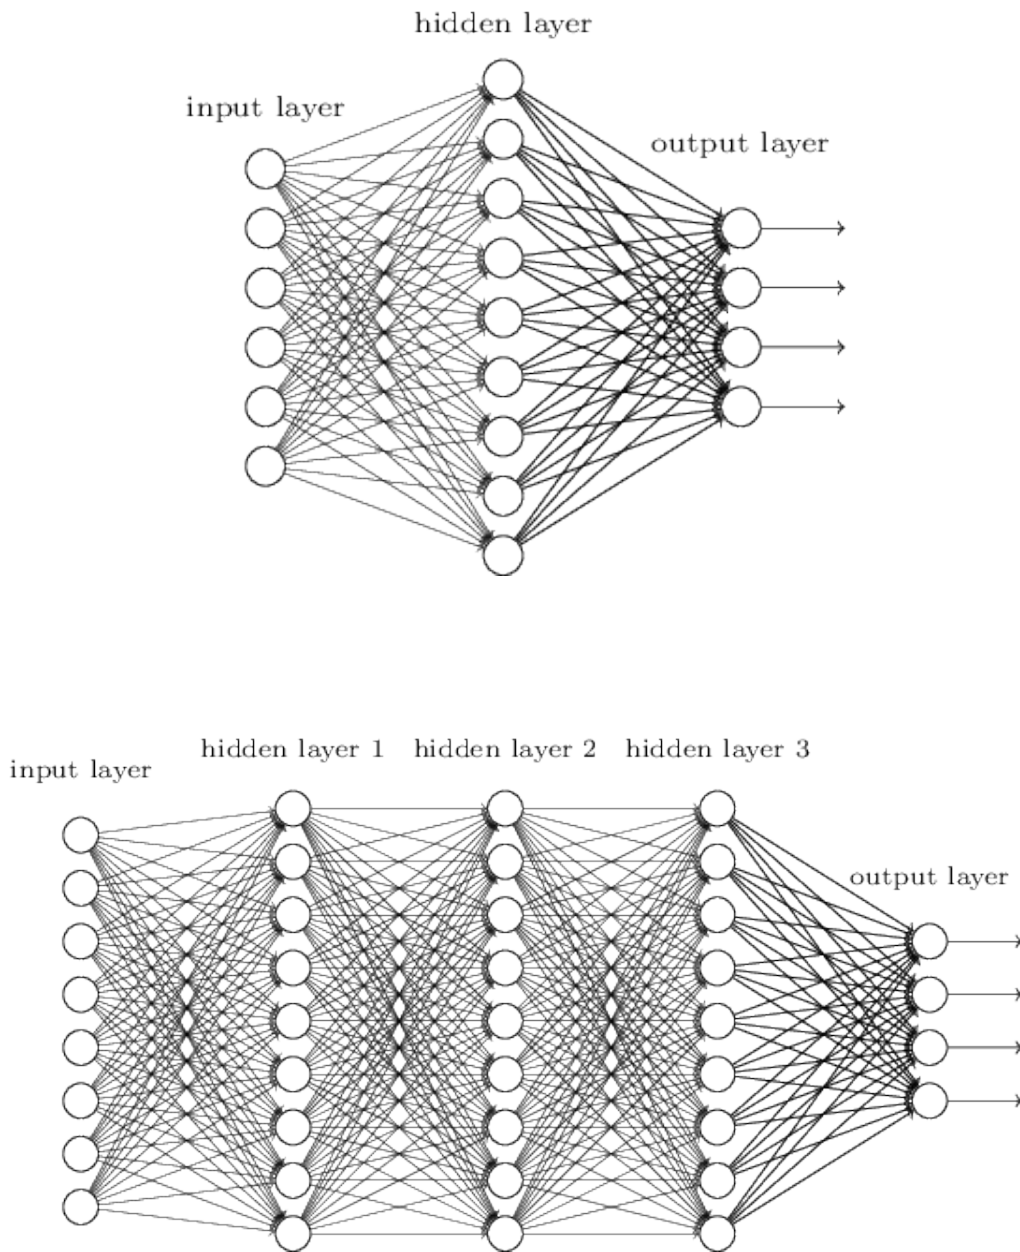 hidden layer
input layer
output layer
hidden layer 1
hidden layer 2
hidden layer 3
input layer
output layer